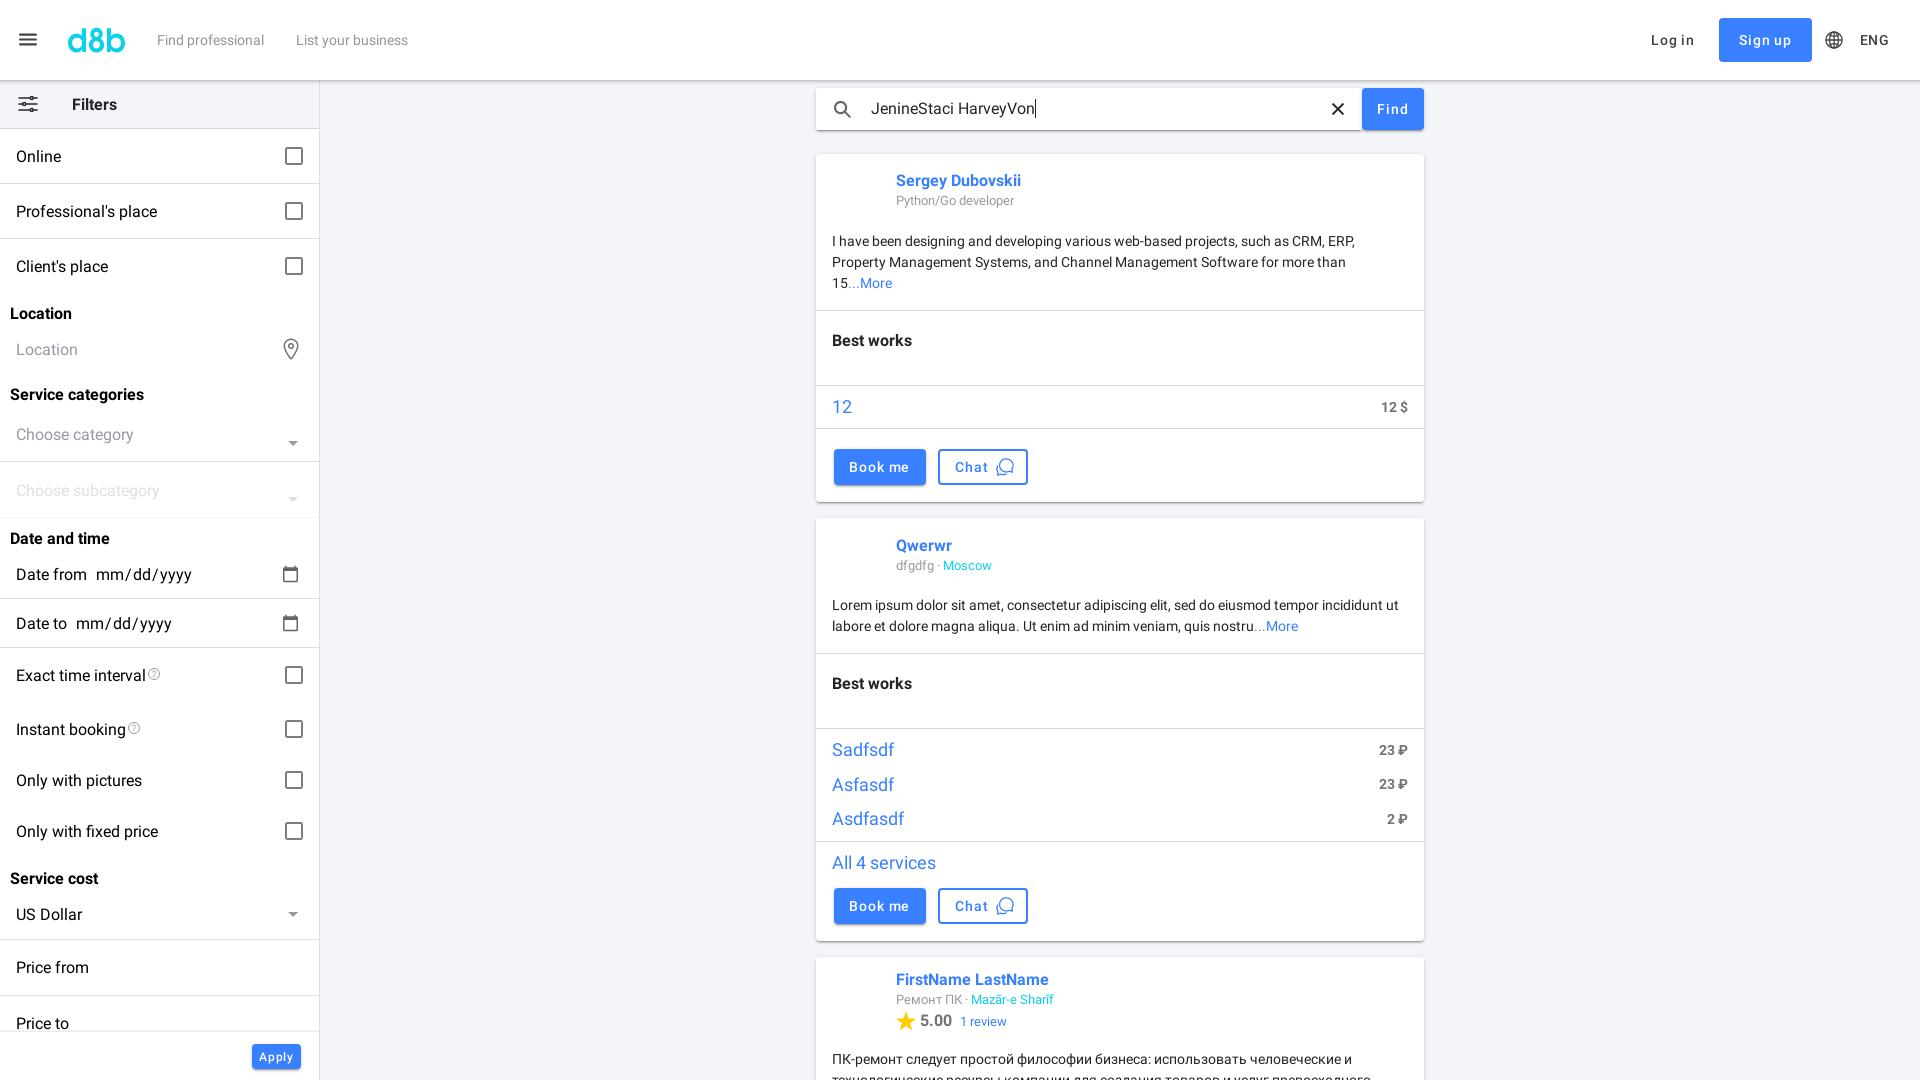 d8b
Find professional
List your business
Log in
Sign up
ENG
Filters
Online
Professional's place
Client's place
Location
Location
Service categories
Choose category
Choose subcategory
Date and time
Date from mm/dd/yyyy
Date to mm/dd/yyyy
Exact time interval
Instant booking
Only with pictures
Only with fixed price
Service cost
US Dollar
Price from
Price to
Apply
JenineStaci HarveyVon
Find
Sergey Dubovskii
Python/Go developer
I have been designing and developing various web-based projects, such as CRM, ERP,
Property Management Systems, and Channel Management Software for more than
15...More
Best works
12 12 $
Book me
Chat
Qwerwr
dfgdfg · Moscow
Lorem ipsum dolor sit amet, consectetur adipiscing elit, sed do eiusmod tempor incididunt ut
labore et dolore magna aliqua. Ut enim ad minim veniam, quis nostru...More
Best works
Sadfsdf 23 ₽
Asfasdf 23 ₽
Asdfasdf 2 ₽
All 4 services
Book me
Chat
FirstName LastName
Ремонт ПК · Mazār-e Sharīf
5.00 1 review
ПК-ремонт следует простой философии бизнеса: использовать человеческие и
технологические ресурсы компании для создания товаров и услуг превосходного